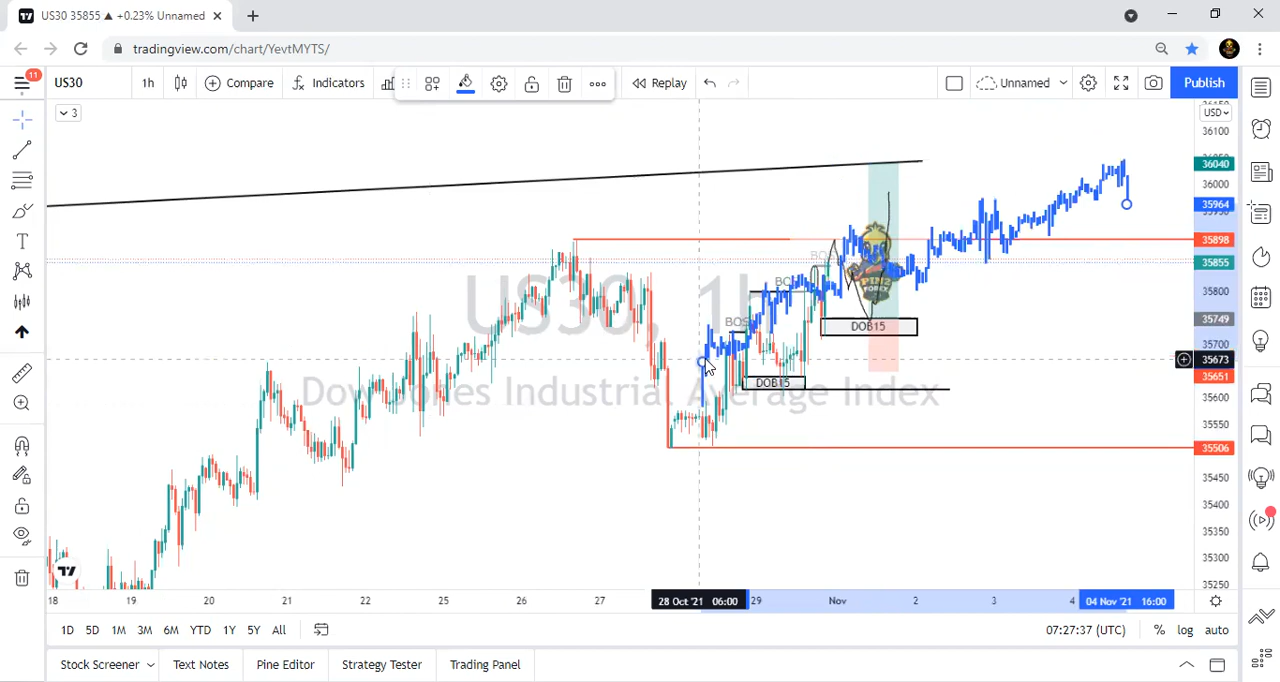 US30 35855 ▲ +0.23% Unnamed
tradingview.com/chart/YevtMYTS/
11
US30
1h
Compare
Indicators
Replay
Unnamed
Publish
3
USD
36100
36040
36000
35964
35898
35855
35800
35749
35700
35673
35651
35600
35550
35506
35450
35400
35350
35300
35250
US30, 1h
Dow Jones Industrial Average Index
BOS
BOS
BOS
DOB15
DOB15
FOREX
18 19 20 21 22 25 26 27 28 Oct '21 06:00 29 Nov 2 3 4 04 Nov '21 16:00
1D 5D 1M 3M 6M YTD 1Y 5Y All
07:27:37 (UTC) % log auto
Stock Screener Text Notes Pine Editor Strategy Tester Trading Panel